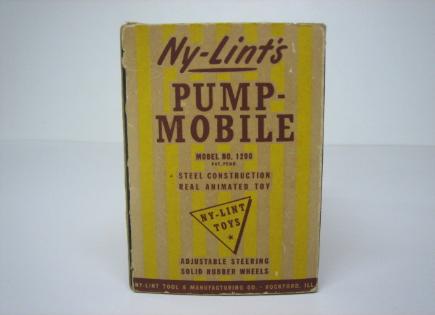 Ny-Lint's
PUMP-
MOBILE
MODEL NO. 1200
PAT. PEND.
STEEL CONSTRUCTION
REAL ANIMATED TOY
NY-LINT
TOYS
ADJUSTABLE STEERING
SOLID RUBBER WHEELS
NY-LINT TOOL & MANUFACTURING CO. - ROCKFORD, ILL.